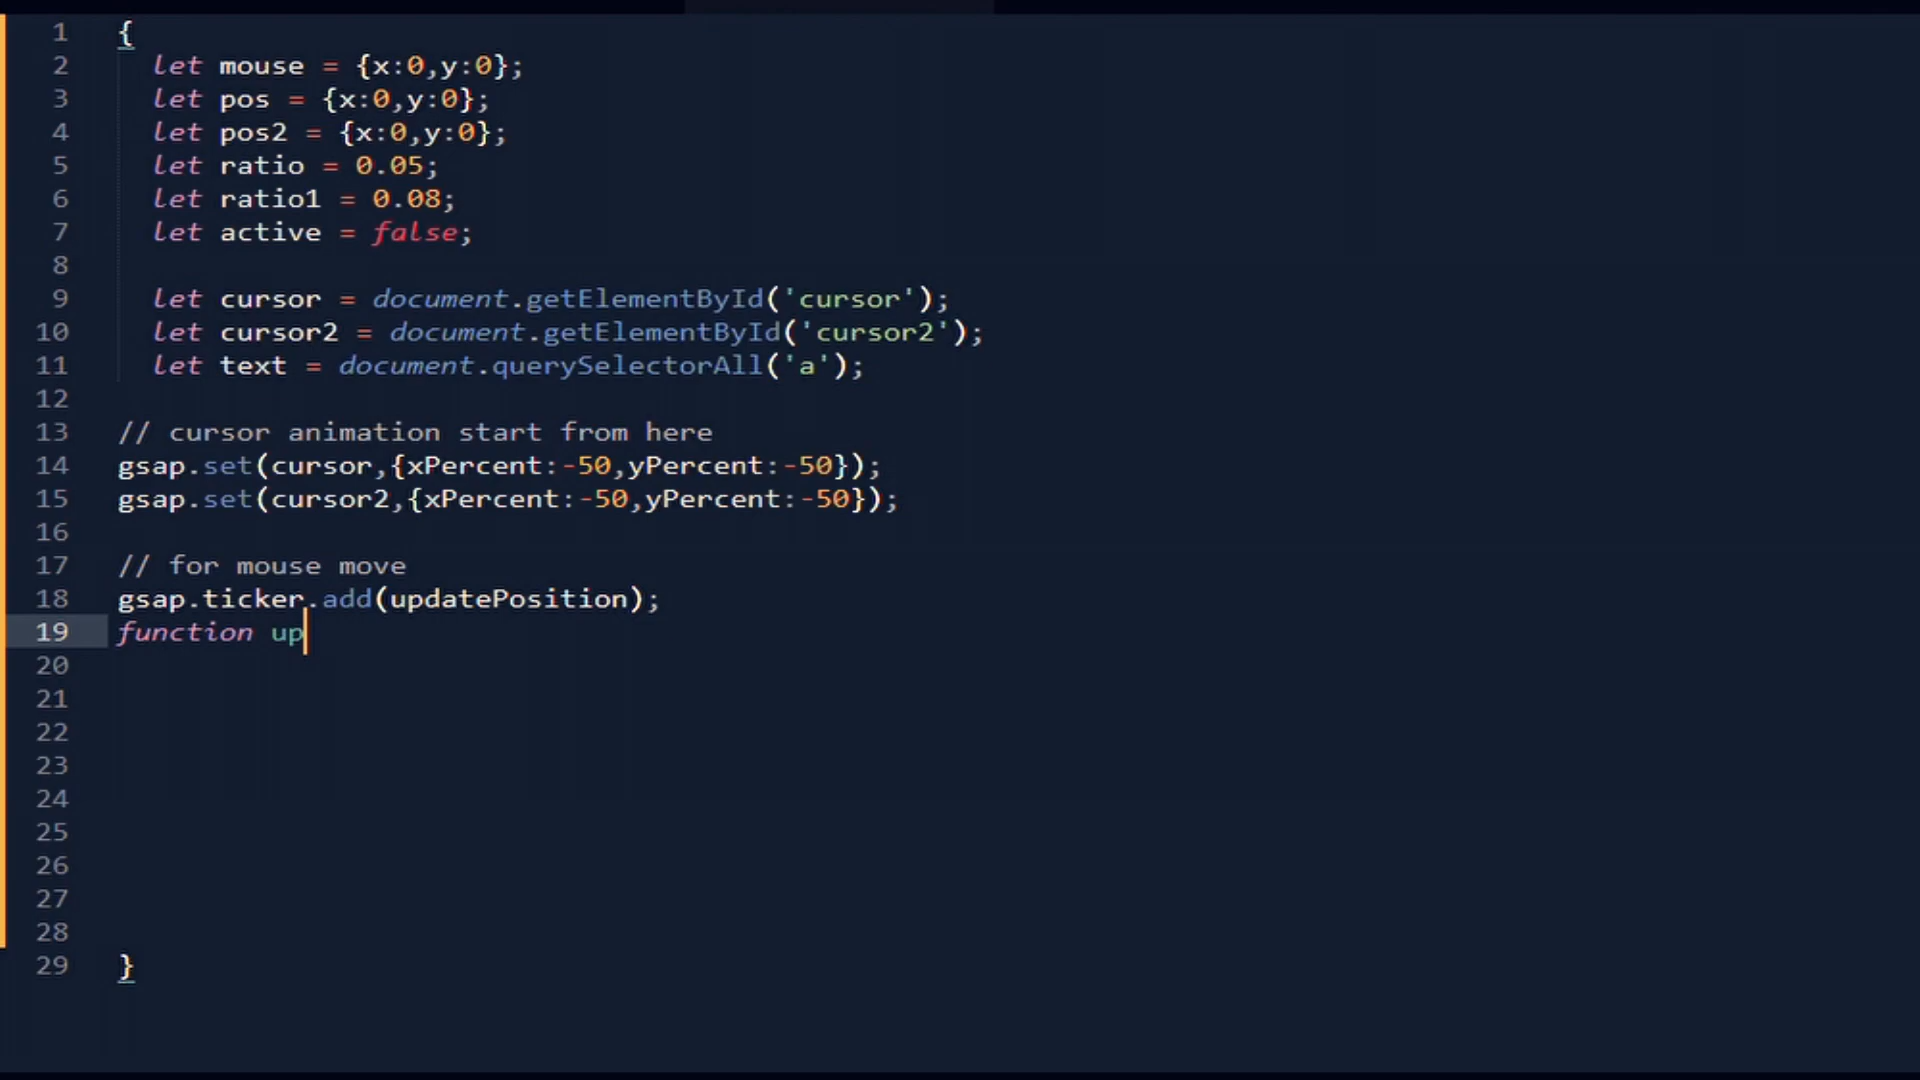 1 {
2 let mouse = {x:0,y:0};
3 let pos = {x:0,y:0};
4 let pos2 = {x:0,y:0};
5 let ratio = 0.05;
6 let ratio1 = 0.08;
7 let active = false;
8
9 let cursor = document.getElementById('cursor');
10 let cursor2 = document.getElementById('cursor2');
11 let text = document.querySelectorAll('a');
12
13 // cursor animation start from here
14 gsap.set(cursor,{xPercent:-50,yPercent:-50});
15 gsap.set(cursor2,{xPercent:-50,yPercent:-50});
16
17 // for mouse move
18 gsap.ticker.add(updatePosition);
19 function up
20
21
22
23
24
25
26
27
28
29 }